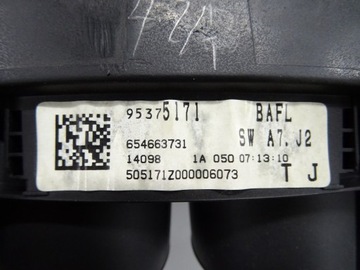 95375171 BAFL
SW A7.J2
654663731
14098 1A 050 07:13:10
505171Z000006073 T J